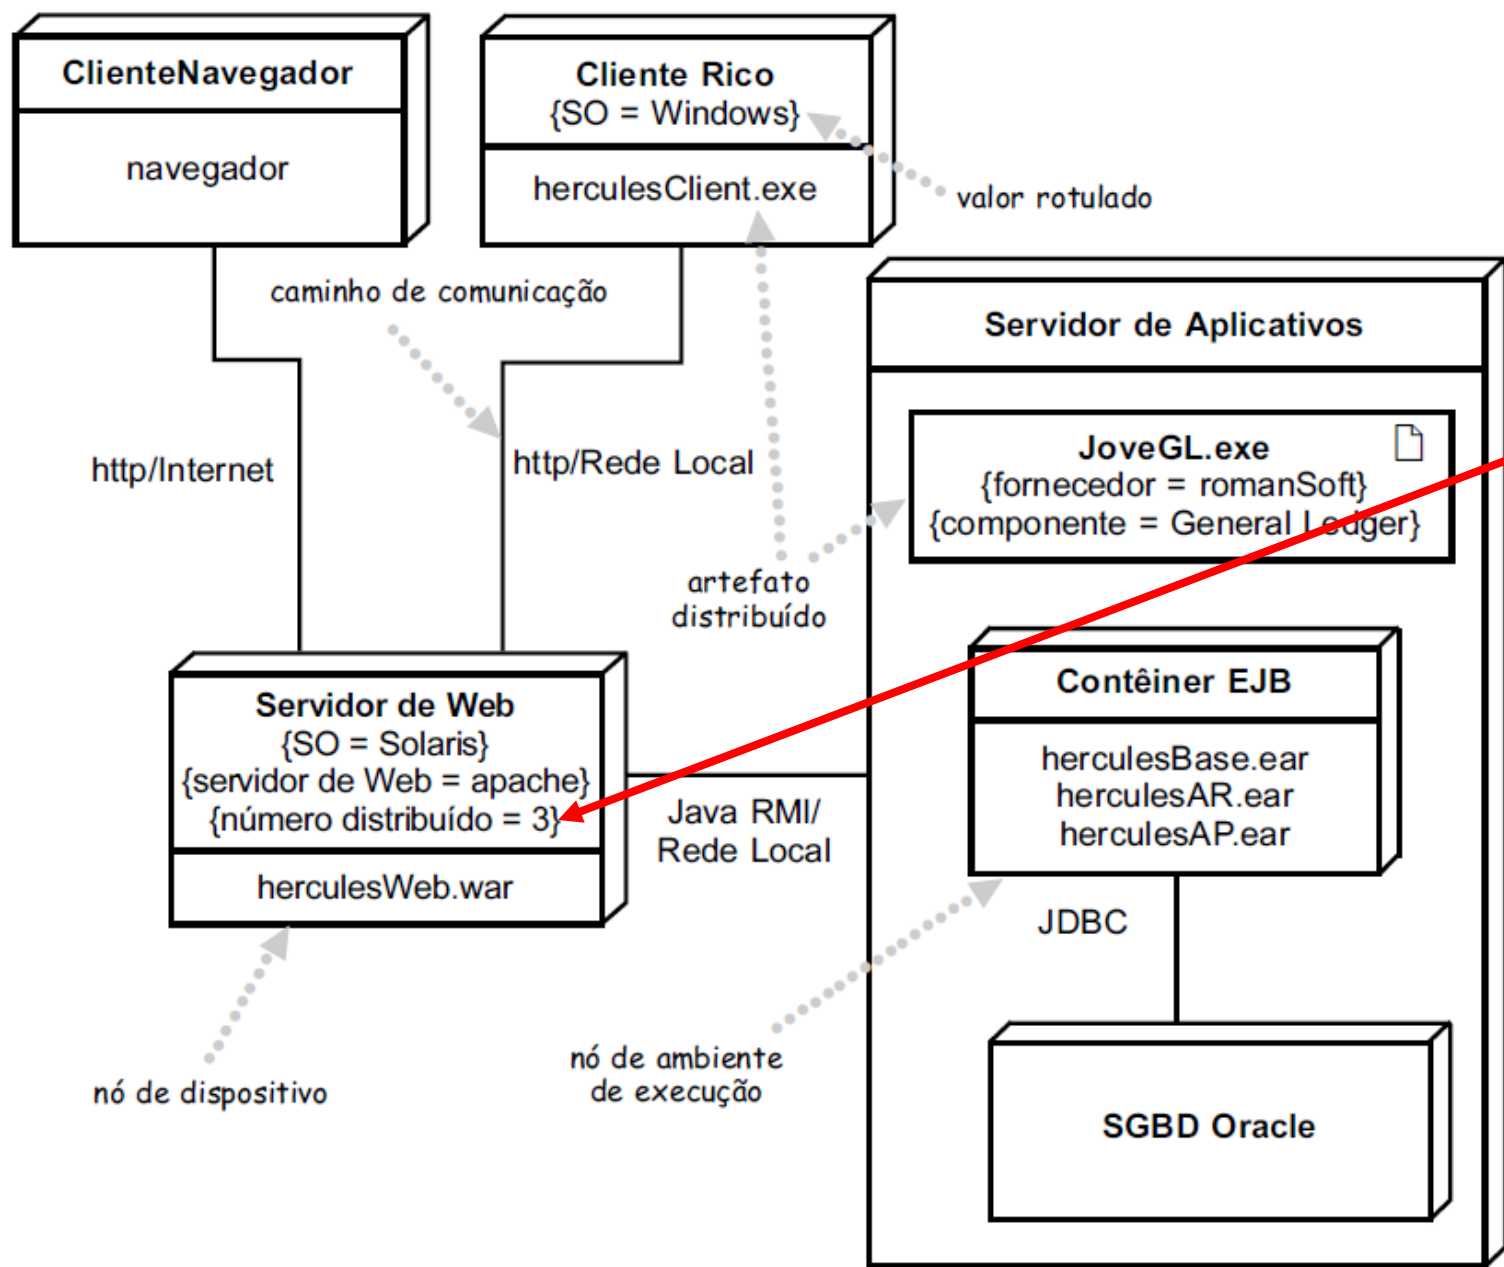 ClienteNavegador
navegador
Cliente Rico
{SO = Windows}
herculesClient.exe
valor rotulado
caminho de comunicação
Servidor de Aplicativos
JoveGL.exe
{fornecedor = romanSoft}
{componente = General Ledger}
http/Internet
http/Rede Local
artefato
distribuído
Contêiner EJB
herculesBase.ear
herculesAR.ear
herculesAP.ear
Servidor de Web
{SO = Solaris}
{servidor de Web = apache}
{número distribuído = 3}
herculesWeb.war
Java RMI/
Rede Local
JDBC
nó de dispositivo
nó de ambiente
de execução
SGBD Oracle